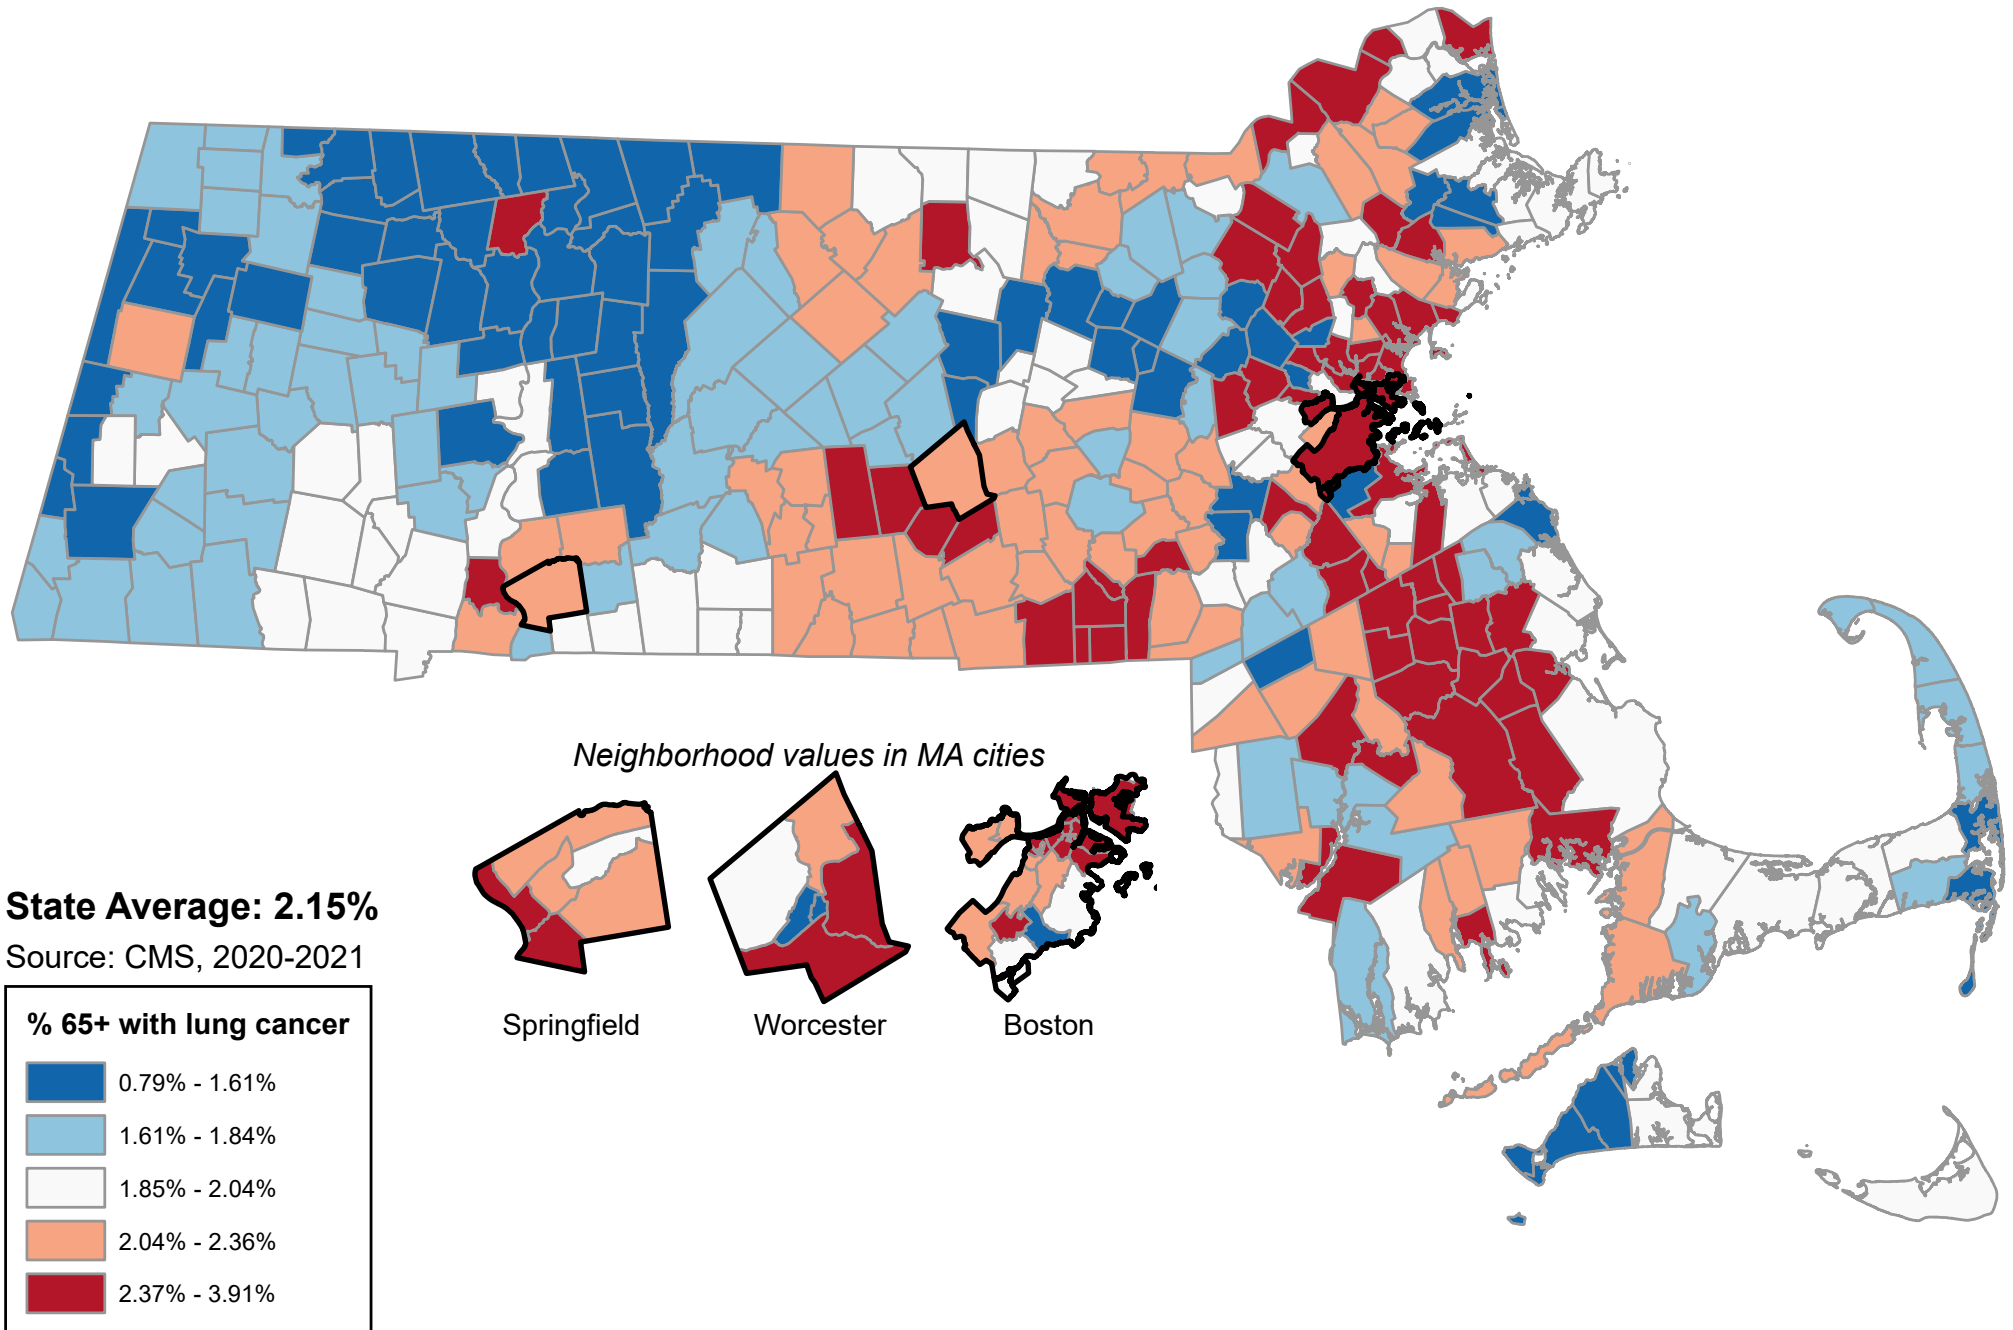 Neighborhood values in MA cities
State Average: 2.15%
Source: CMS, 2020-2021
% 65+ with lung cancer
0.79% - 1.61%
1.61% - 1.84%
1.85% - 2.04%
2.04% - 2.36%
2.37% - 3.91%
Springfield
Worcester
Boston